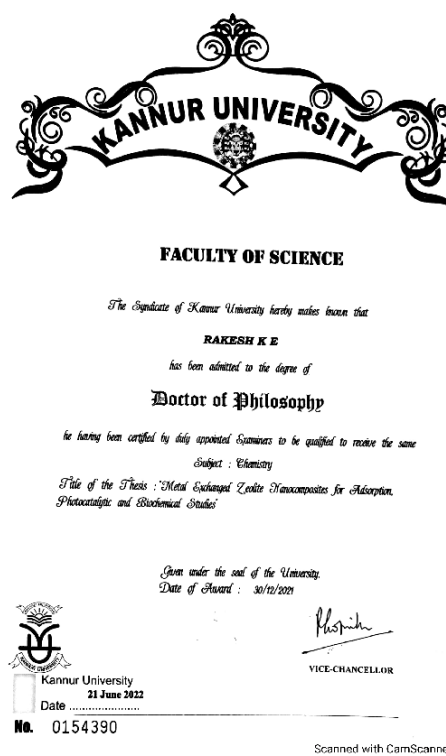 KANNUR UNIVERSITY
FACULTY OF SCIENCE
The Syndicate of Kannur University hereby makes known that
RAKESH K E
has been admitted to the degree of
Doctor of Philosophy
he having been certified by duly appointed Examiners to be qualified to receive the same
Subject : Chemistry
Title of the Thesis : "Metal Exchanged Zeolite Nanocomposites for Adsorption,
Photocatalytic and Biochemical Studies"
Given under the seal of the University.
Date of Award : 30/12/2021
VICE-CHANCELLOR
KANNUR UNIVERSITY
Kannur University
21 June 2022
Date ......................
No. 0154390
Scanned with CamScanne